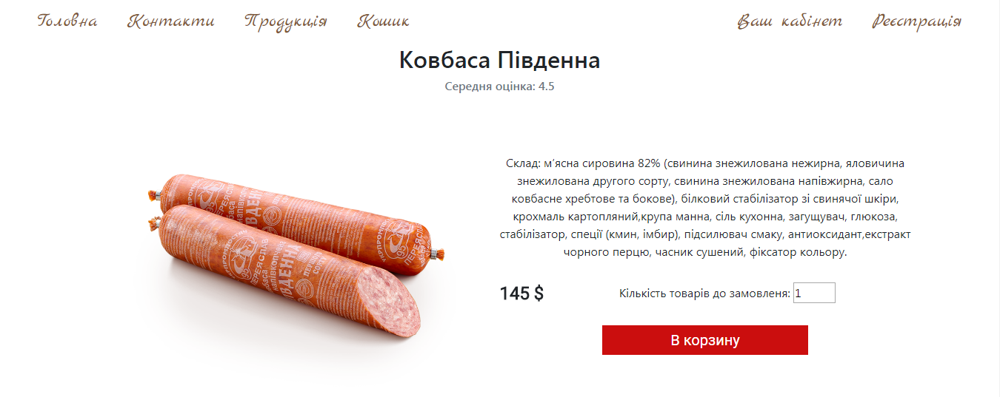 Головна Контакти Продукція Кошик Ваш кабінет Реєстрація
Ковбаса Південна
Середня оцінка: 4.5
Склад: м’ясна сировина 82% (свинина знежилована нежирна, яловичина
знежилована другого сорту, свинина знежилована напівжирна, сало
ковбасне хребтове та бокове), білковий стабілізатор зі свинячої шкіри,
крохмаль картопляний,крупа манна, сіль кухонна, загущувач, глюкоза,
стабілізатор, спеції (кмин, імбир), підсилювач смаку, антиоксидант,екстракт
чорного перцю, часник сушений, фіксатор кольору.
145 $
Кількість товарів до замовленя: 1
В корзину
ПЕРЕЯСЛАВ
напівкопчена
ІВДЕННА